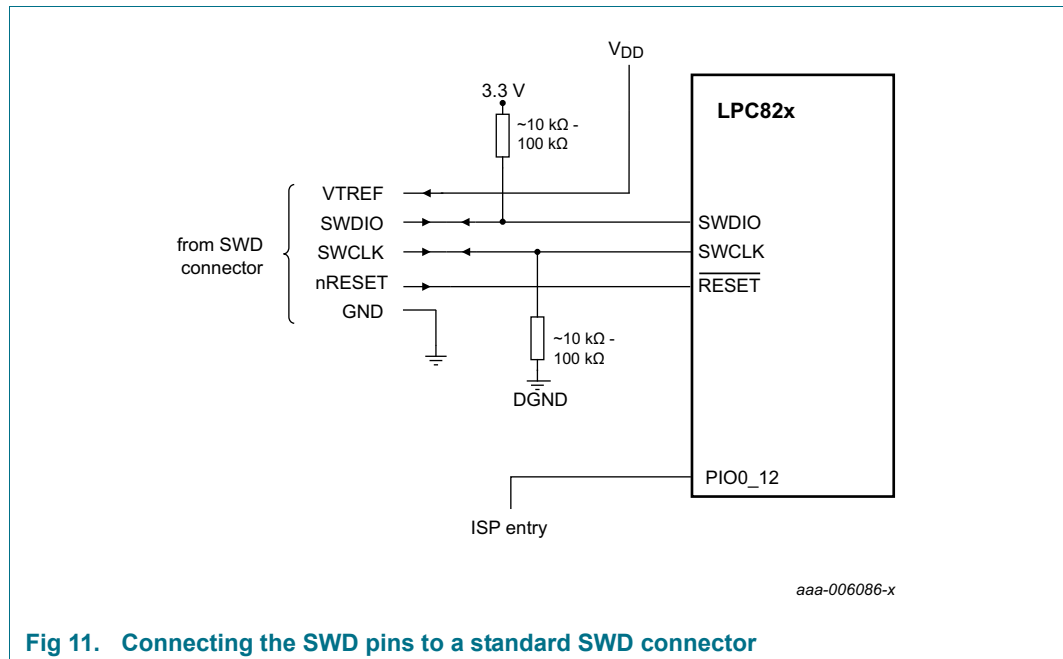 VDD
3.3 V
~10 kΩ -
100 kΩ
LPC82x
VTREF
SWDIO
SWCLK
nRESET
GND
from SWD
connector
SWDIO
SWCLK
RESET
~10 kΩ -
100 kΩ
DGND
PIO0_12
ISP entry
aaa-006086-x
Fig 11. Connecting the SWD pins to a standard SWD connector